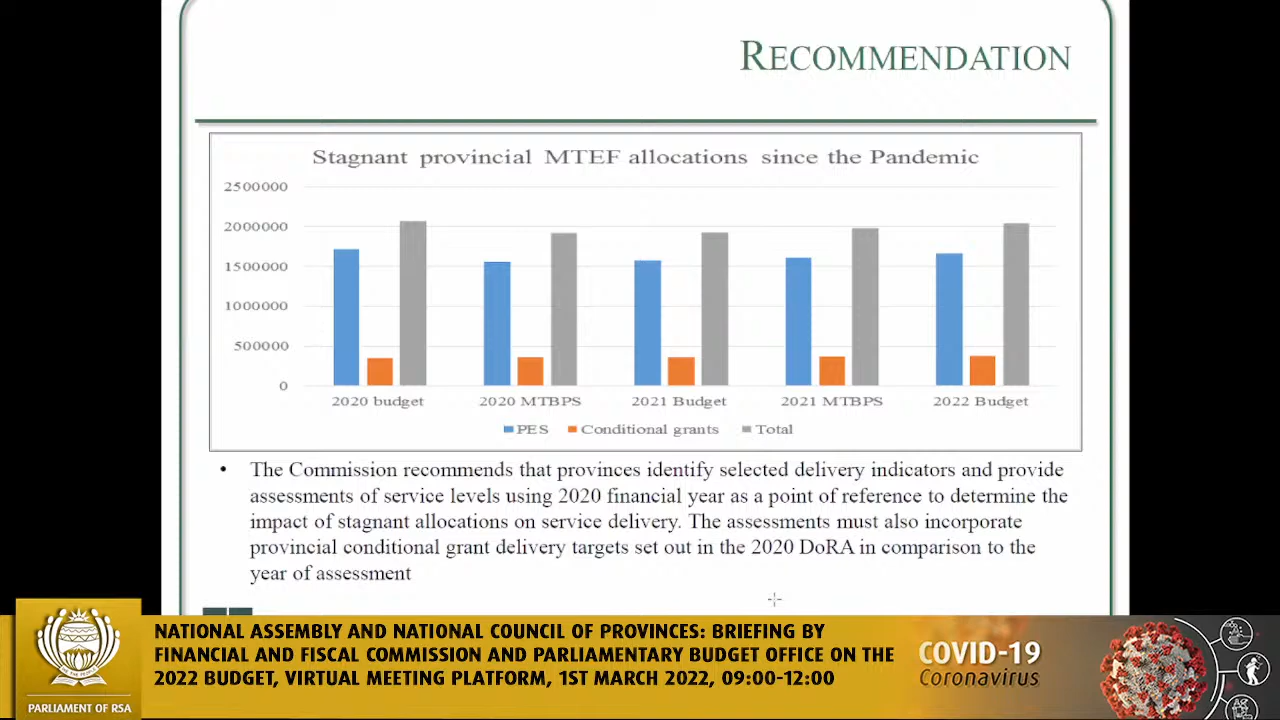 RECOMMENDATION
Stagnant provincial MTEF allocations since the Pandemic
2500000
2000000
1500000
1000000
500000
0
2020 budget 2020 MTBPS 2021 Budget 2021 MTBPS 2022 Budget
PES Conditional grants Total
• The Commission recommends that provinces identify selected delivery indicators and provide
assessments of service levels using 2020 financial year as a point of reference to determine the
impact of stagnant allocations on service delivery. The assessments must also incorporate
provincial conditional grant delivery targets set out in the 2020 DoRA in comparison to the
year of assessment
NATIONAL ASSEMBLY AND NATIONAL COUNCIL OF PROVINCES: BRIEFING BY
FINANCIAL AND FISCAL COMMISSION AND PARLIAMENTARY BUDGET OFFICE ON THE
2022 BUDGET, VIRTUAL MEETING PLATFORM, 1ST MARCH 2022, 09:00-12:00
PARLIAMENT OF RSA
COVID-19
Coronavirus